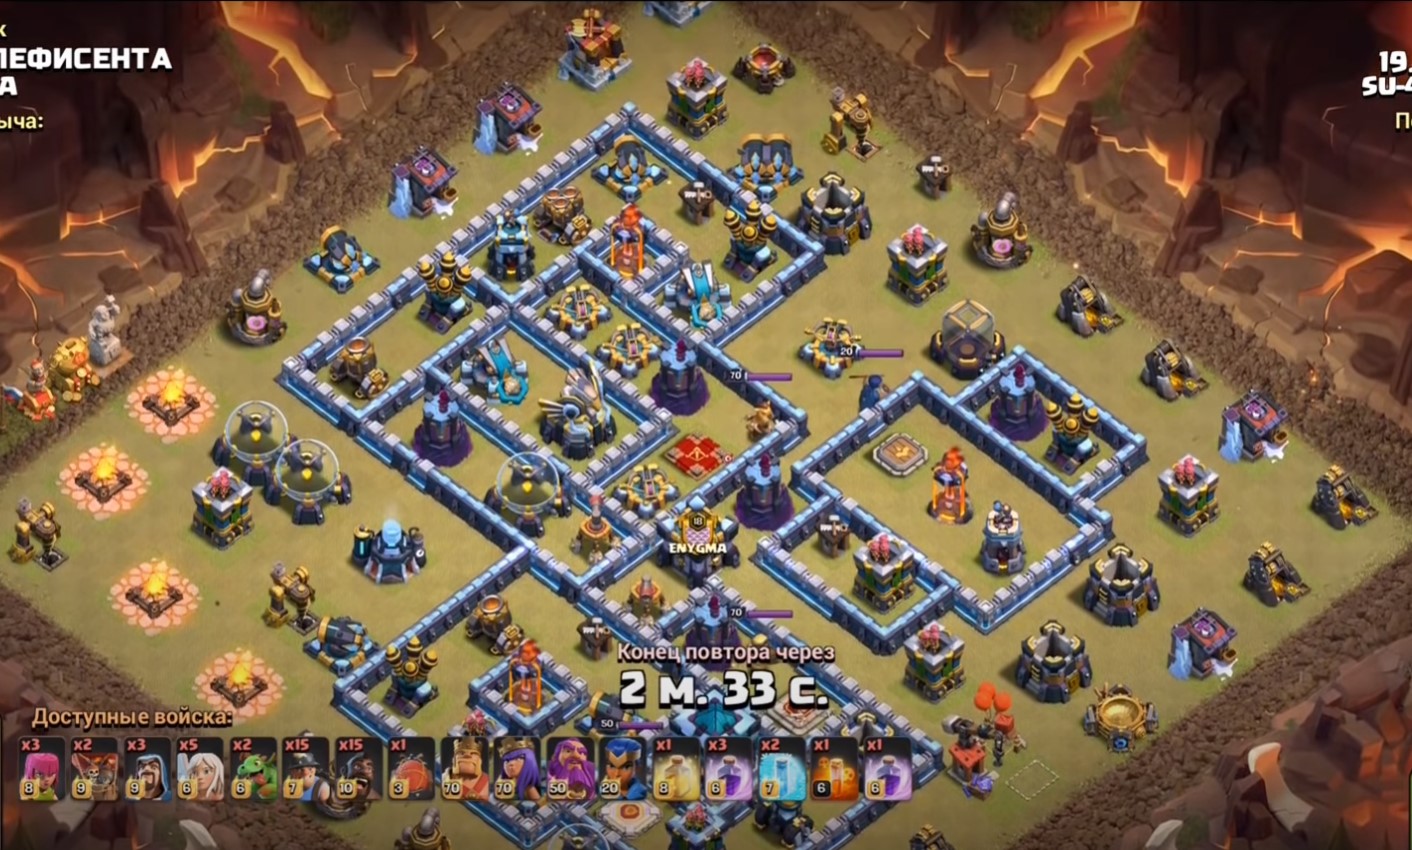 К
ЛЕФИСЕНТА
А
ыча:
19.
SU-4
П
20
70
18
ENYGMA
70
Конец повтора через
2 м. 33 с.
50
Доступные войска:
x3 x2 x3 x5 x2 x15 x15 x1 x1 x3 x2 x1 x1
8 9 9 6 6 7 10 3 70 70 50 20 8 6 7 6 6